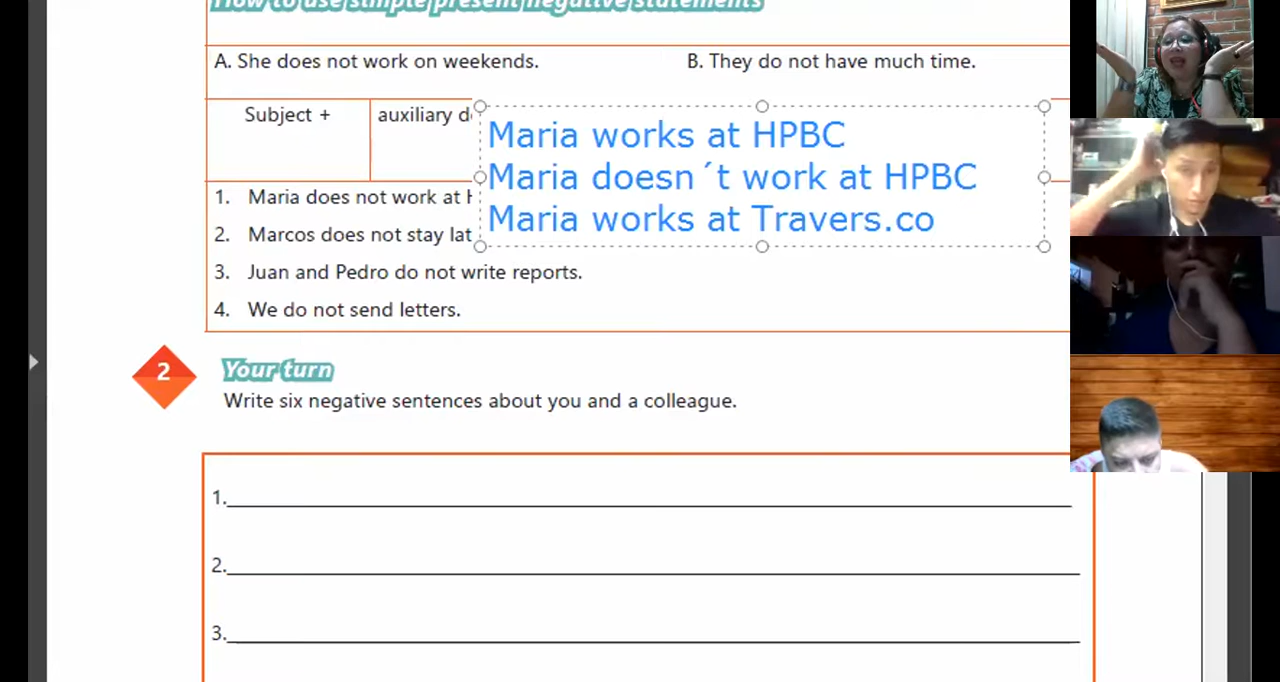 How to use simple present negative statements
A. She does not work on weekends.
B. They do not have much time.
Subject +
auxiliary
Maria works at HPBC
Maria doesn´t work at HPBC
Maria works at Travers.co
1. Maria does not work at
2. Marcos does not stay
3. Juan and Pedro do not write reports.
4. We do not send letters.
2
Your turn
Write six negative sentences about you and a colleague.
1.
2.
3.